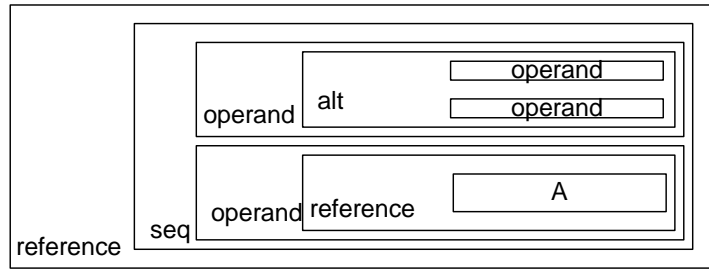 operand
alt
operand
operand
A
reference
operand
seq
reference